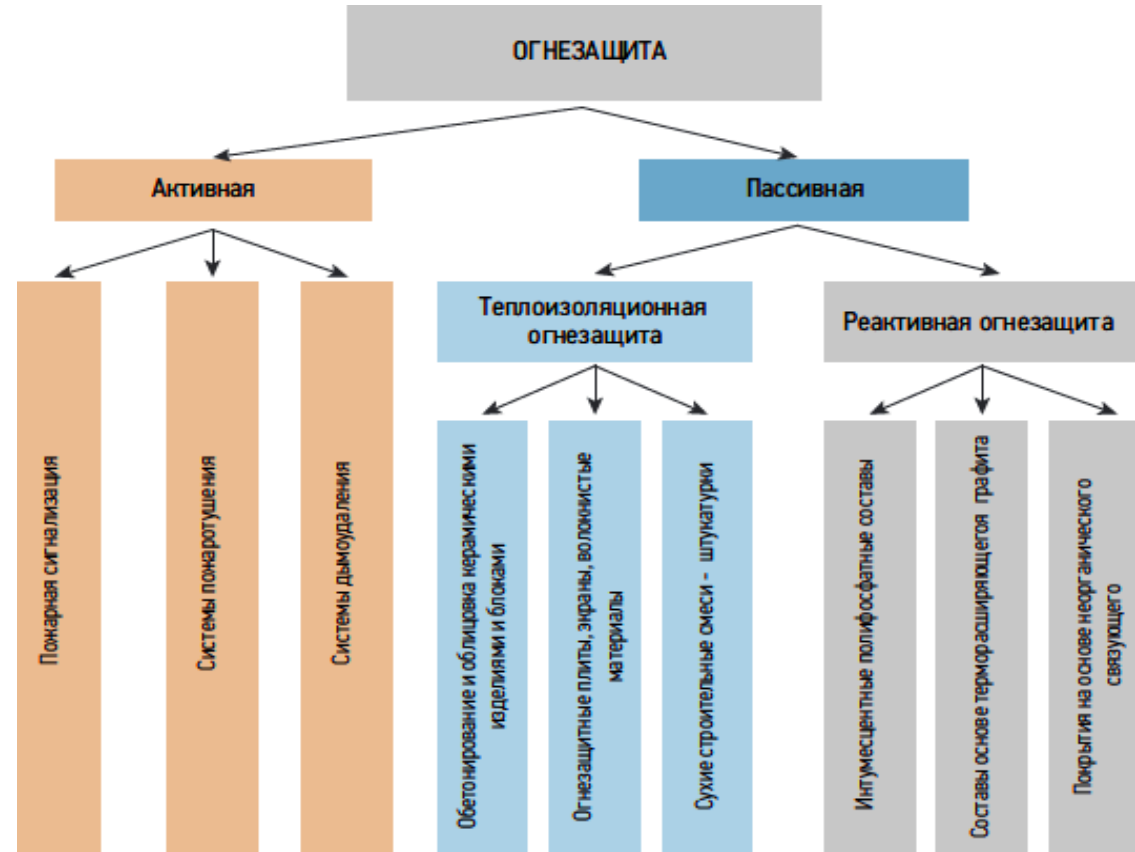 ОГНЕЗАЩИТА
Активная
Пассивная
Теплоизоляционная
огнезащита
Реактивная огнезащита
Пожарная сигнализация
Системы пожаротушения
Системы дымоудаления
Обетонирование и облицовка керамическими
изделиями и блоками
Огнезащитные плиты, экраны, волокнистые
материалы
Сухие строительные смеси - штукатурки
Интумесцентные полифосфатные составы
Составы основе терморасширяющегося графита
Покрытия на основе неорганического
связующего